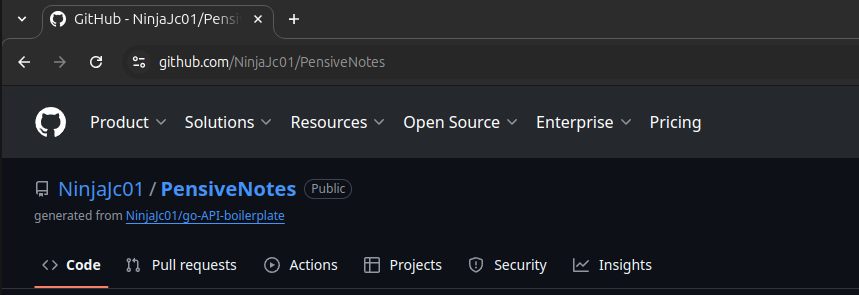 GitHub - NinjaJc01/Pensi
github.com/NinjaJc01/PensiveNotes
Product Solutions Resources Open Source Enterprise Pricing
NinjaJc01 / PensiveNotes Public
generated from NinjaJc01/go-API-boilerplate
Code Pull requests Actions Projects Security Insights